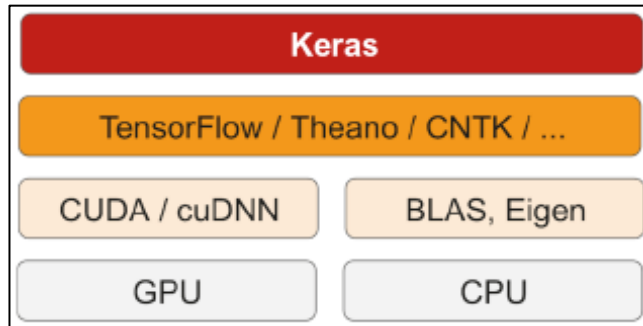 Keras
TensorFlow / Theano / CNTK / ...
CUDA / cuDNN
BLAS, Eigen
GPU
CPU